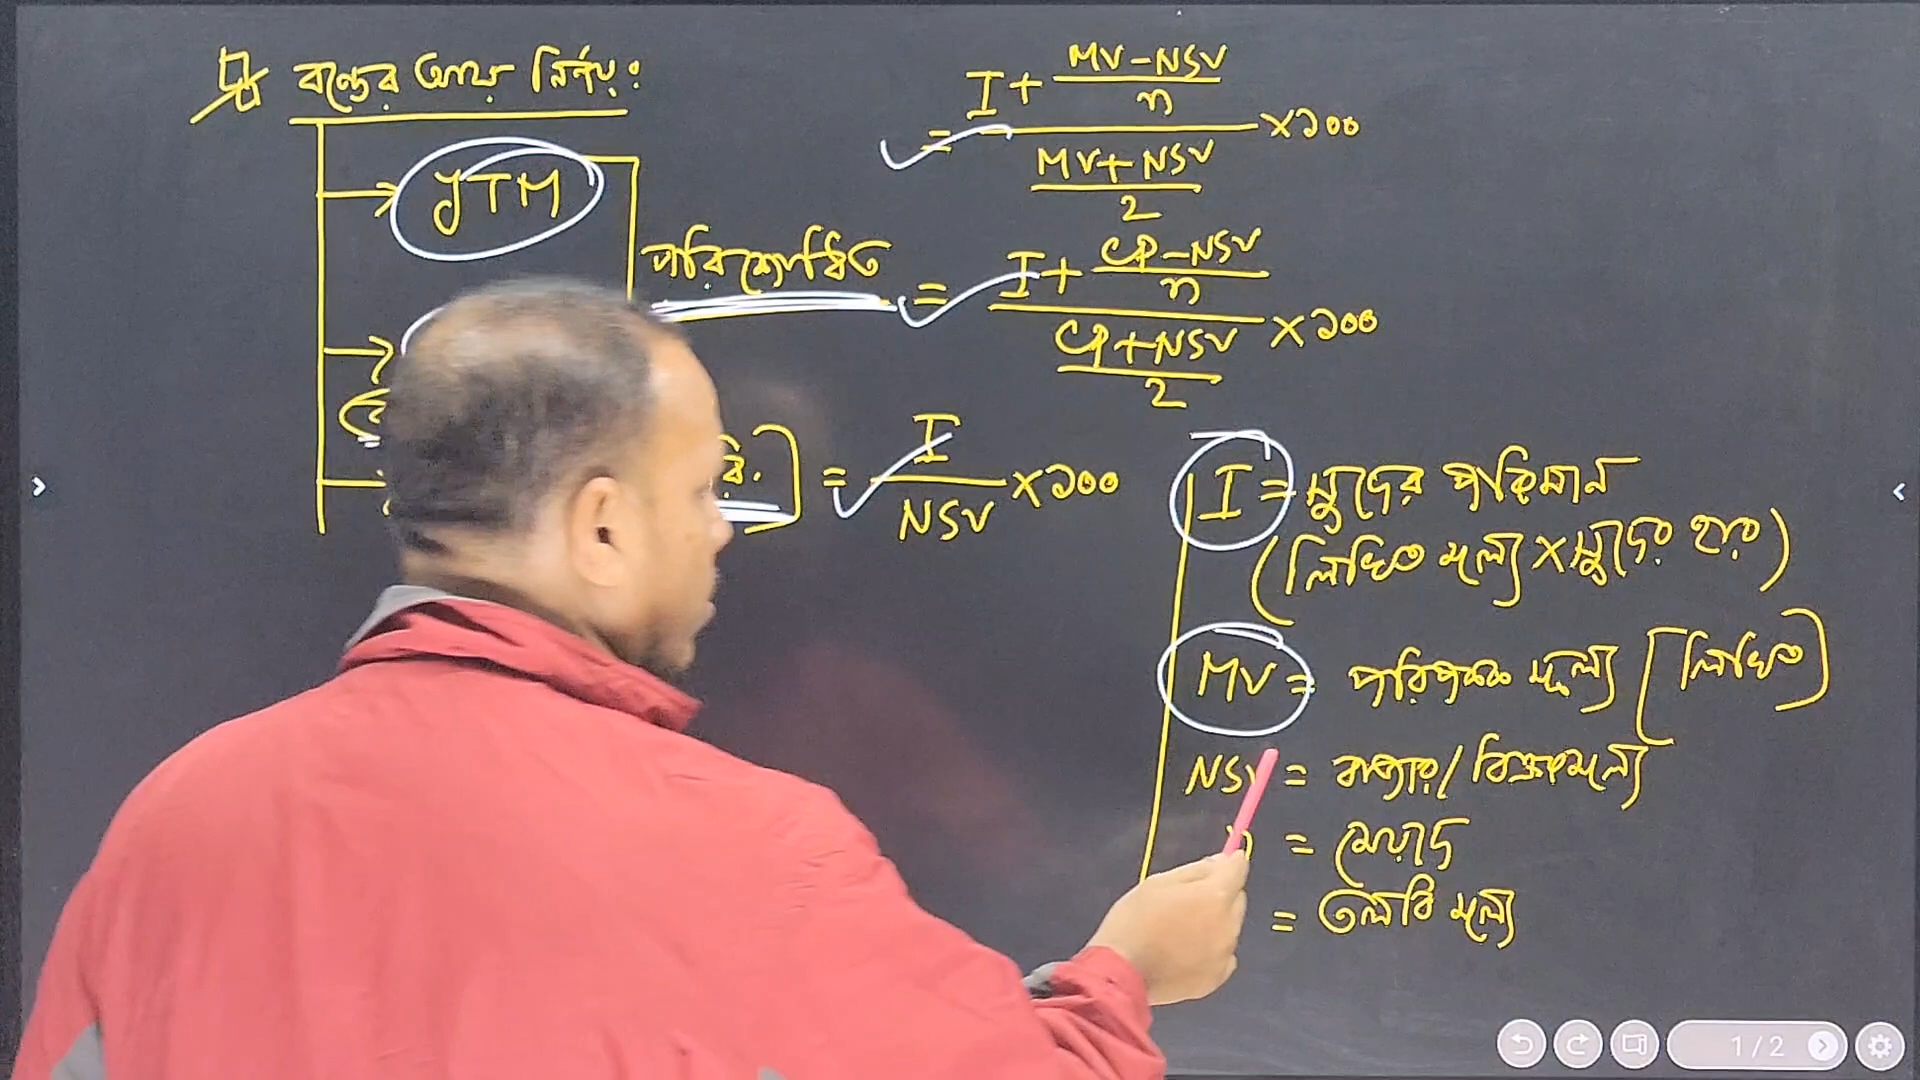 বন্ডের আয় নির্ণয়:
YTM
= I + MV-NSV / n
MV+NSV / 2 ×১০০
পরিশোধিত = I + CP-NSV / n
CP+NSV / 2 ×১০০
= I / NSV ×১০০
I = সুদের পরিমান
(লিখিত মূল্য × সুদের হার)
MV = পরিপক্ক মূল্য [লিখিত]
NSV = বাজার/বিক্রয়মূল্য
n = মেয়াদ
= তলবি মূল্য
1 / 2